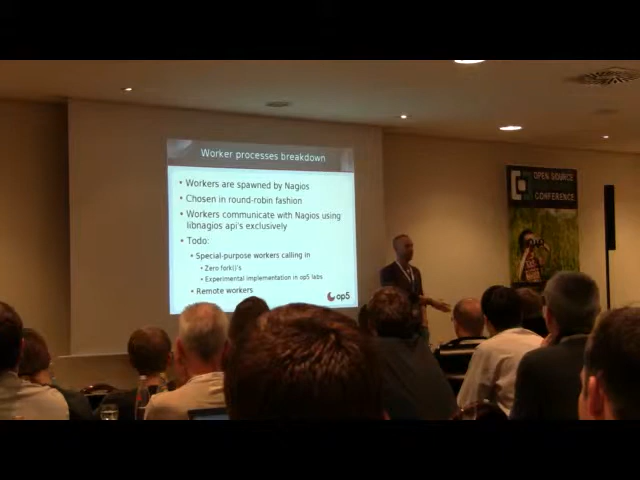 Worker processes breakdown
• Workers are spawned by Nagios
• Chosen in round-robin fashion
• Workers communicate with Nagios using
libnagios api's exclusively
• Todo:
• Special-purpose workers calling in
• Zero fork()'s
• Experimental implementation in op5 labs
• Remote workers
op5
OPEN SOURCE
CONFERENCE